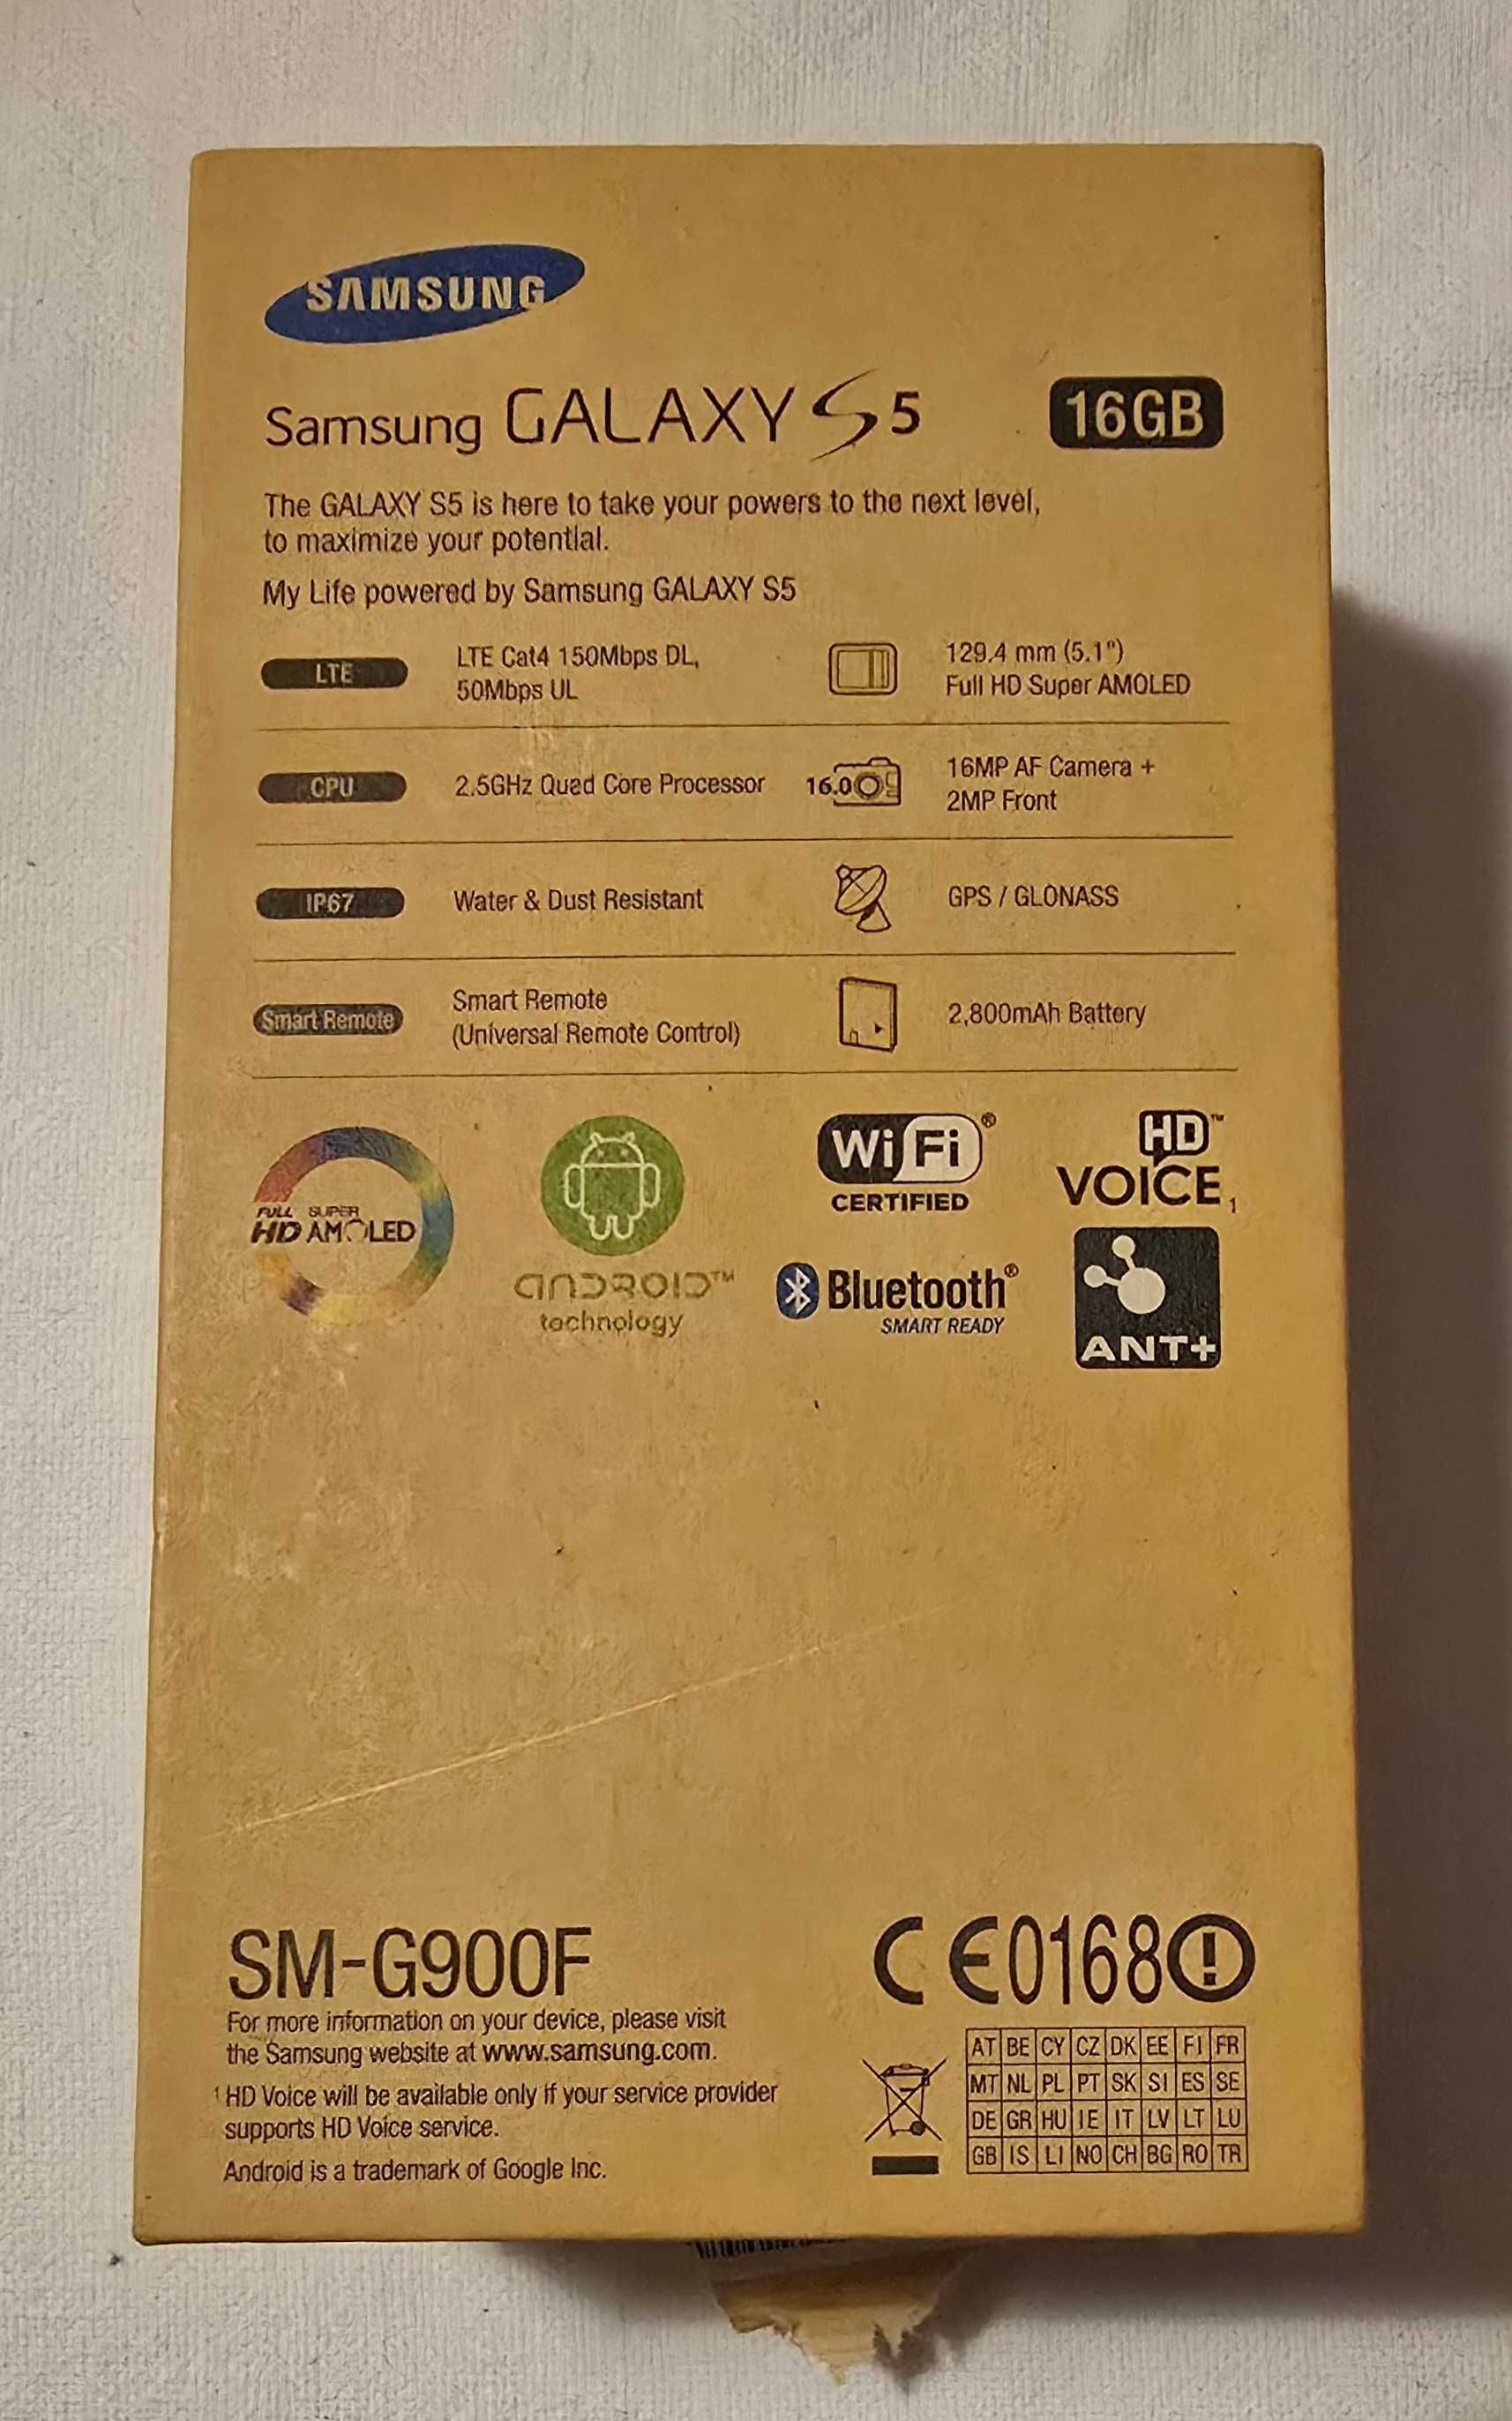 SAMSUNG
Samsung GALAXY S5
16GB
The GALAXY S5 is here to take your powers to the next level,
to maximize your potential.
My Life powered by Samsung GALAXY S5
LTE
LTE Cat4 150Mbps DL,
50Mbps UL
129.4 mm (5.1")
Full HD Super AMOLED
CPU
2.5GHz Quad Core Processor
16.0
16MP AF Camera +
2MP Front
IP67
Water & Dust Resistant
GPS / GLONASS
Smart Remote
Smart Remote
(Universal Remote Control)
2,800mAh Battery
FULL SUPER
HD AMOLED
ANDROID™
technology
Wi Fi®
CERTIFIED
HD™
VOICE1
Bluetooth®
SMART READY
ANT+
SM-G900F
For more information on your device, please visit
the Samsung website at www.samsung.com.
1 HD Voice will be available only if your service provider
supports HD Voice service.
Android is a trademark of Google Inc.
CE0168
AT BE CY CZ DK EE FI FR
MT NL PL PT SK SI ES SE
DE GR HU IE IT LV LT LU
GB IS LI NO CH BG RO TR